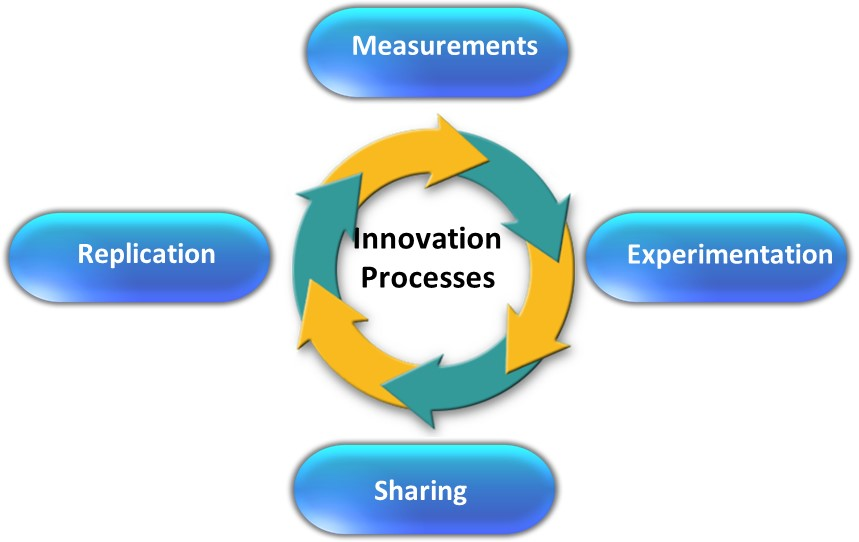 Measurements
Replication
Innovation
Processes
Experimentation
Sharing